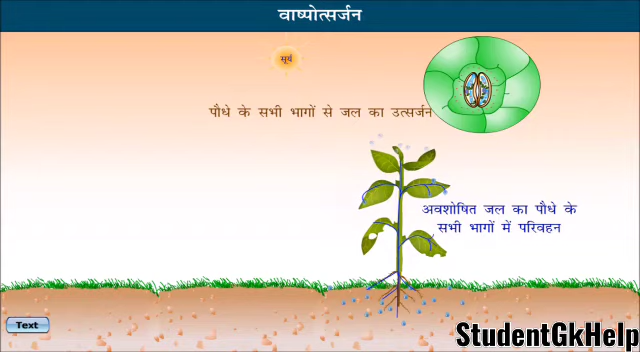 वाष्पोत्सर्जन
सूर्य
पौधे के सभी भागों से जल का उत्सर्जन
अवशोषित जल का पौधे के
सभी भागों में परिवहन
Text
StudentGkHelp